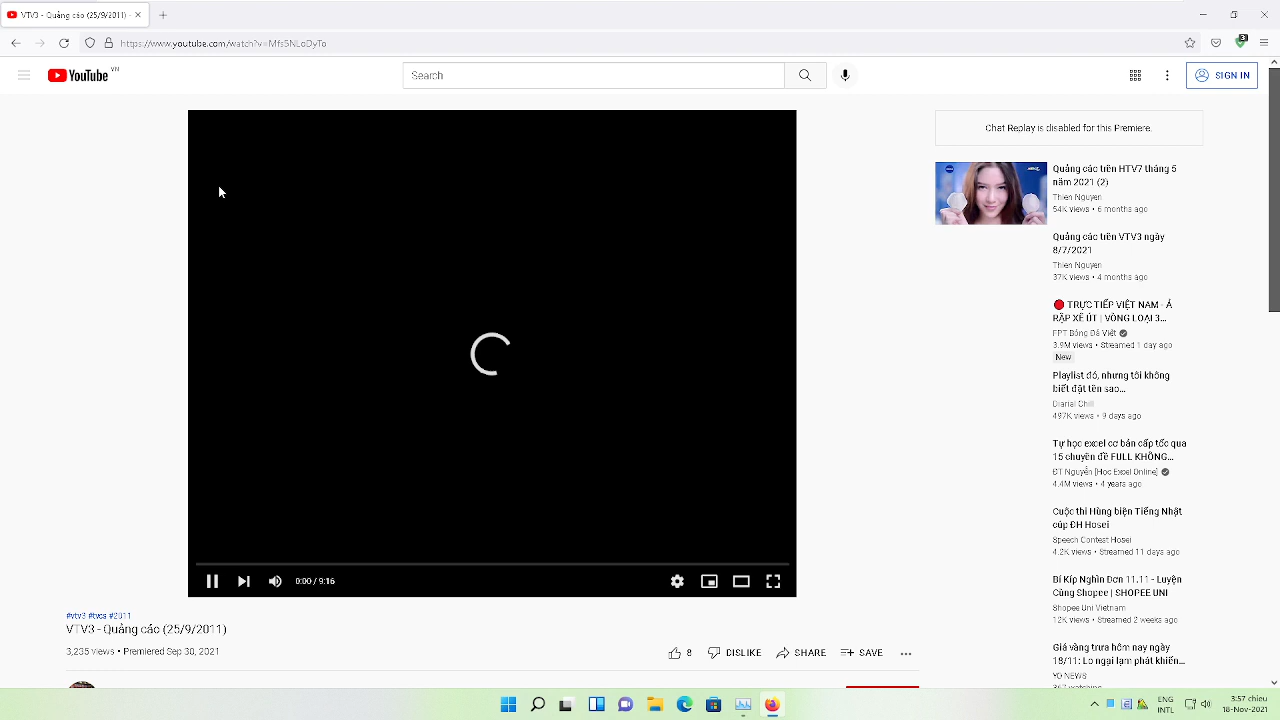 VTV3 - Quảng cáo (25/9/2011) -
https://www.youtube.com/watch?v=Mfs5NLoDyTo
3
YouTube VN
Search
SIGN IN
0:00 / 9:16
#vtv3 #tvcs #2011
VTV3 - Quảng cáo (25/9/2011)
3,235 views • Premiered Sep 30, 2021
8
DISLIKE
SHARE
SAVE
Chat Replay is disabled for this Premiere.
Quảng cáo trên HTV7 tháng 5
năm 2021 (2)
Thien Nguyen
54K views • 6 months ago
Quảng cáo trên VTV3 ngày
8/7/2021
Thien Nguyen
37K views • 4 months ago
TRỰC TIẾP VIỆT NAM - Ả
RẬP XÊ ÚT | VÒNG LOẠI 3...
FPT Bóng Đá Việt
3.9M views • Streamed 1 day ago
New
Playlist đó, nhưng tôi không
biết đặt tên sao...
Diarial Chill
497K views • 9 days ago
Tự học excel cơ bản cấp tốc qua
15 chuyên đề FULL KHÔNG...
ĐT Nguyễn [Học Excel Online]
4.4M views • 4 years ago
Cuộc thi Hùng biện Tiếng Nhật
cúp ĐH Hosei
Speech Contest Hosei
4.2K views • Streamed 11 days ago
Bí Kíp Nghìn Đơn 11.11 - Luyện
Cùng Shopee | SHOPEE UNI
Shopee Uni Vietnam
12K views • Streamed 2 weeks ago
Giá vàng trưa hôm nay ngày
18/11: Lo ngại lạm phát khiến...
YO NEWS
ENG
INTL
3:57 chiều
18-Nov-2021